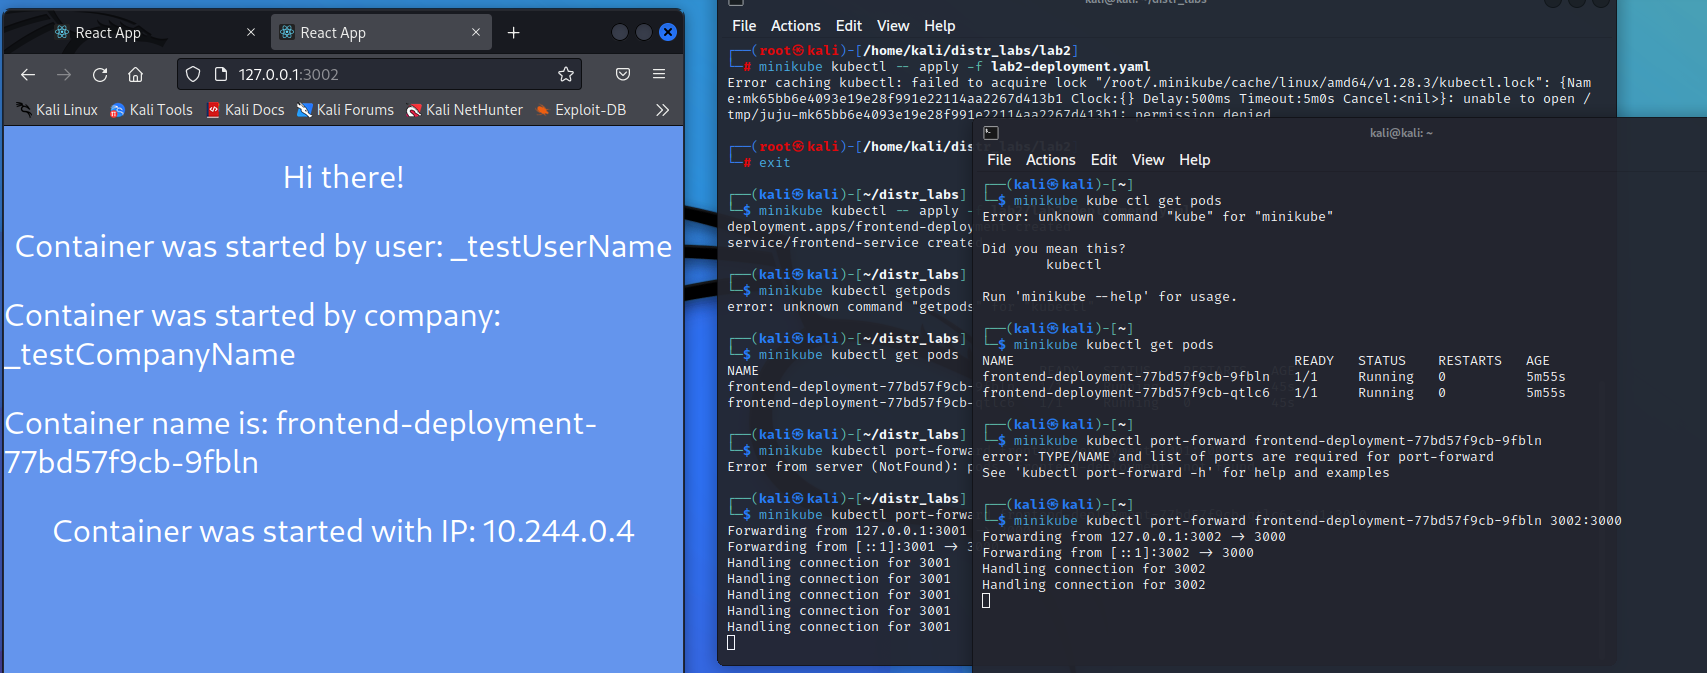 React App
React App
127.0.0.1:3002
Kali Linux
Kali Tools
Kali Docs
Kali Forums
Kali NetHunter
Exploit-DB
Hi there!
Container was started by user: _testUserName
Container was started by company:
_testCompanyName
Container name is: frontend-deployment-
77bd57f9cb-9fbln
Container was started with IP: 10.244.0.4
kali@kali: ~/distr_labs
File Actions Edit View Help
┌──(root㉿kali)-[/home/kali/distr_labs/lab2]
└─# minikube kubectl -- apply -f lab2-deployment.yaml
Error caching kubectl: failed to acquire lock "/root/.minikube/cache/linux/amd64/v1.28.3/kubectl.lock": {Nam
e:mk65bb6e4093e19e28f991e22114aa2267d413b1 Clock:{} Delay:500ms Timeout:5m0s Cancel:<nil>}: unable to open /
tmp/juju-mk65bb6e4093e19e28f991e22114aa2267d413b1: permission denied
┌──(root㉿kali)-[/home/kali/distr_labs/lab2]
└─# exit
┌──(kali㉿kali)-[~/distr_labs]
└─$ minikube kubectl -- apply -
deployment.apps/frontend-deployment created
service/frontend-service create
┌──(kali㉿kali)-[~/distr_labs]
└─$ minikube kubectl getpods
error: unknown command "getpods
┌──(kali㉿kali)-[~/distr_labs]
└─$ minikube kubectl get pods
NAME
frontend-deployment-77bd57f9cb-
frontend-deployment-77bd57f9cb-
┌──(kali㉿kali)-[~/distr_labs]
└─$ minikube kubectl port-forw
Error from server (NotFound): p
┌──(kali㉿kali)-[~/distr_labs]
└─$ minikube kubectl port-forwa
Forwarding from 127.0.0.1:3001
Forwarding from [::1]:3001 → 3
Handling connection for 3001
Handling connection for 3001
Handling connection for 3001
Handling connection for 3001
Handling connection for 3001
kali@kali: ~
File Actions Edit View Help
┌──(kali㉿kali)-[~]
└─$ minikube kube ctl get pods
Error: unknown command "kube" for "minikube"
Did you mean this?
kubectl
Run 'minikube --help' for usage.
┌──(kali㉿kali)-[~]
└─$ minikube kubectl get pods
NAME READY STATUS RESTARTS AGE
frontend-deployment-77bd57f9cb-9fbln 1/1 Running 0 5m55s
frontend-deployment-77bd57f9cb-qtlc6 1/1 Running 0 5m55s
┌──(kali㉿kali)-[~]
└─$ minikube kubectl port-forward frontend-deployment-77bd57f9cb-9fbln
error: TYPE/NAME and list of ports are required for port-forward
See 'kubectl port-forward -h' for help and examples
┌──(kali㉿kali)-[~]
└─$ minikube kubectl port-forward frontend-deployment-77bd57f9cb-9fbln 3002:3000
Forwarding from 127.0.0.1:3002 → 3000
Forwarding from [::1]:3002 → 3000
Handling connection for 3002
Handling connection for 3002